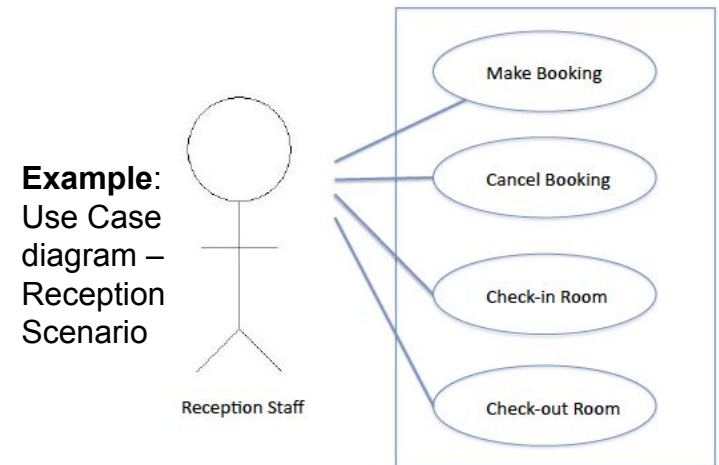 Example:
Use Case
diagram –
Reception
Scenario
Reception Staff
Make Booking
Cancel Booking
Check-in Room
Check-out Room